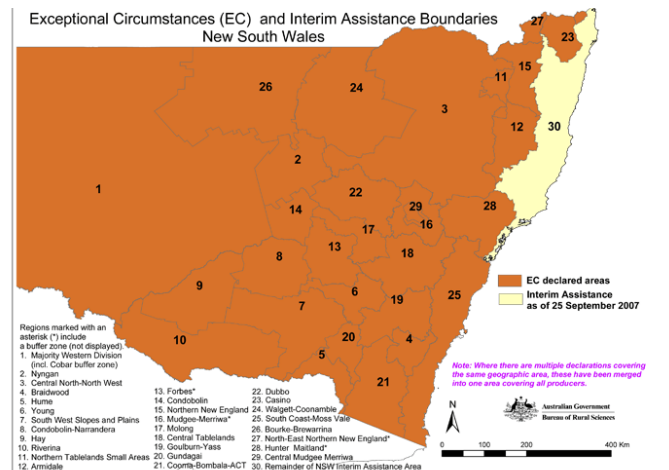 Exceptional Circumstances (EC) and Interim Assistance Boundaries
New South Wales
27
23
15
11
26
24
3
12
30
2
1
22
29
28
14
16
17
13
18
8
9
6
19
25
7
20
4
10
5
21
EC declared areas
Interim Assistance
as of 25 September 2007
Regions marked with an
asterisk (*) include
a buffer zone (not displayed).
1. Majority Western Division
(incl. Cobar buffer zone)
2. Nyngan
3. Central North-North West
4. Braidwood
5. Hume
6. Young
7. South West Slopes and Plains
8. Condobolin-Narrandera
9. Hay
10. Riverina
11. Northern Tablelands Small Areas
12. Armidale
13. Forbes*
14. Condobolin
15. Northern New England
16. Mudgee-Merriwa*
17. Molong
18. Central Tablelands
19. Goulburn-Yass
20. Gundagai
21. Cooma-Bombala-ACT
22. Dubbo
23. Casino
24. Walgett-Coonamble
25. South Coast-Moss Vale
26. Bourke-Brewarrina
27. North-East Northern New England*
28. Hunter Maitland*
29. Central Mudgee Merriwa
30. Remainder of NSW Interim Assistance Area
Note: Where there are multiple declarations covering
the same geographic area, these have been merged
into one area covering all producers.
N
Australian Government
Bureau of Rural Sciences
0 100 200 400 Km